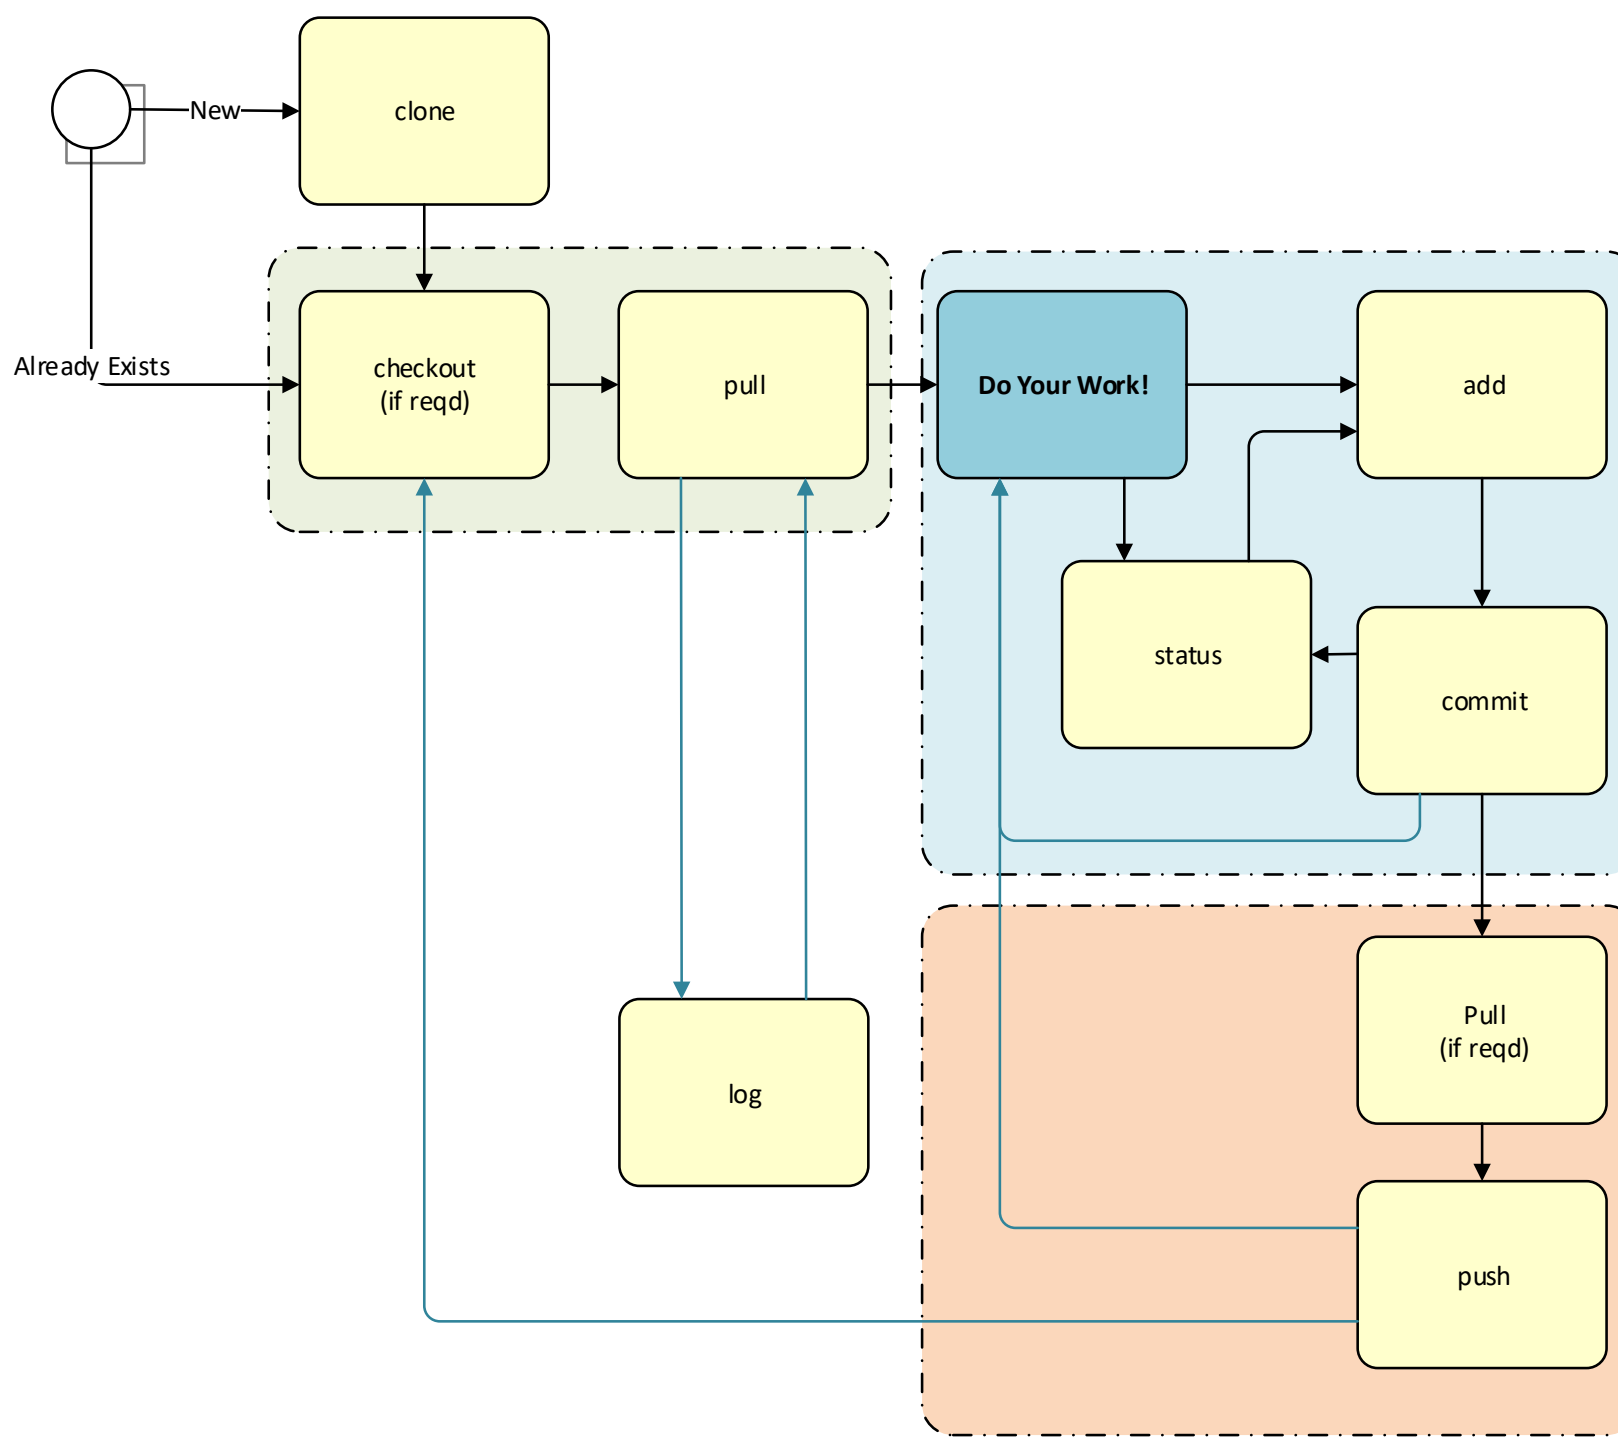 clone
New
Already Exists
checkout
(if reqd)
pull
Do Your Work!
add
status
commit
Pull
(if reqd)
log
push